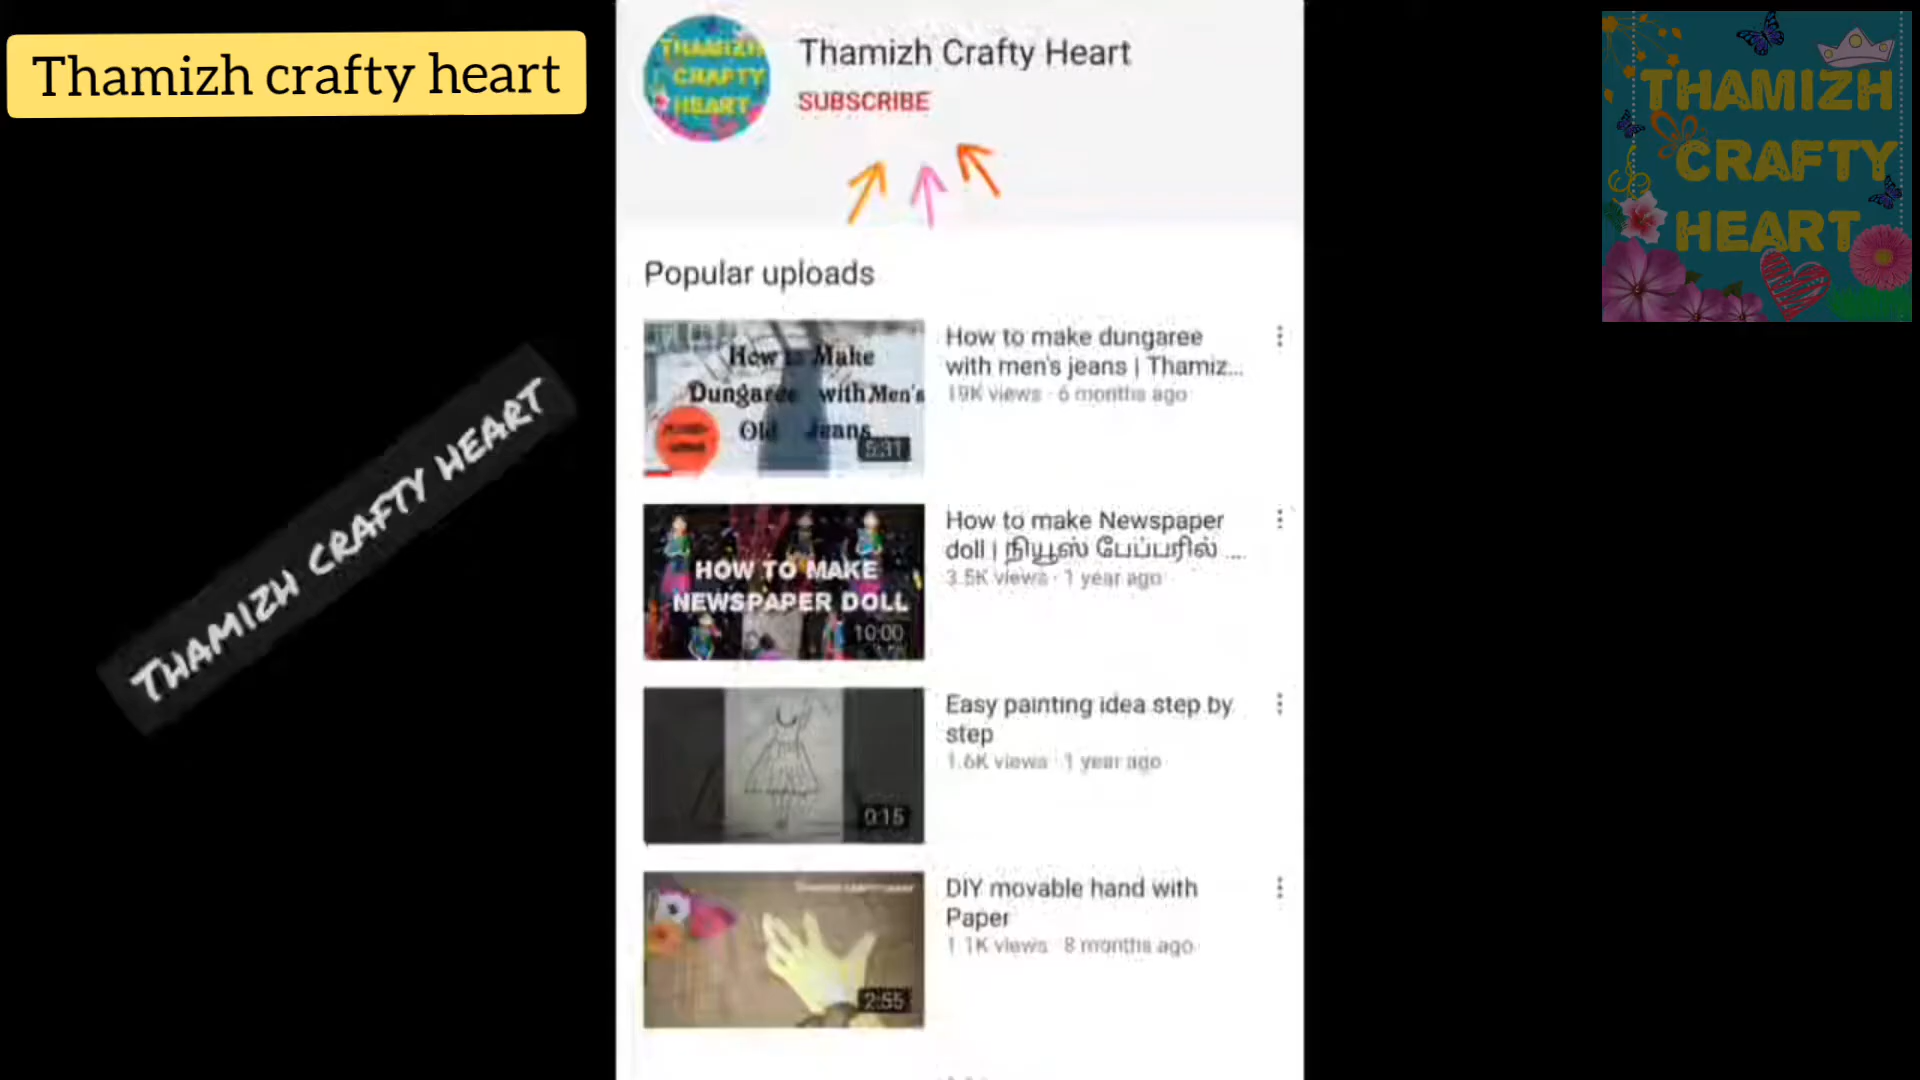 Thamizh crafty heart
THAMIZH CRAFTY HEART
THAMIZH
CRAFTY
HEART
Thamizh Crafty Heart
SUBSCRIBE
THAMIZH
CRAFTY
HEART
Popular uploads
How to Make
Dungaree with Men's
Old Jeans
5:31
How to make dungaree
with men's jeans | Thamiz...
19K views · 6 months ago
HOW TO MAKE
NEWSPAPER DOLL
10:00
How to make Newspaper
doll | நியூஸ் பேப்பரில் ...
3.5K views · 1 year ago
0:15
Easy painting idea step by
step
1.6K views · 1 year ago
2:55
DIY movable hand with
Paper
1.1K views · 8 months ago